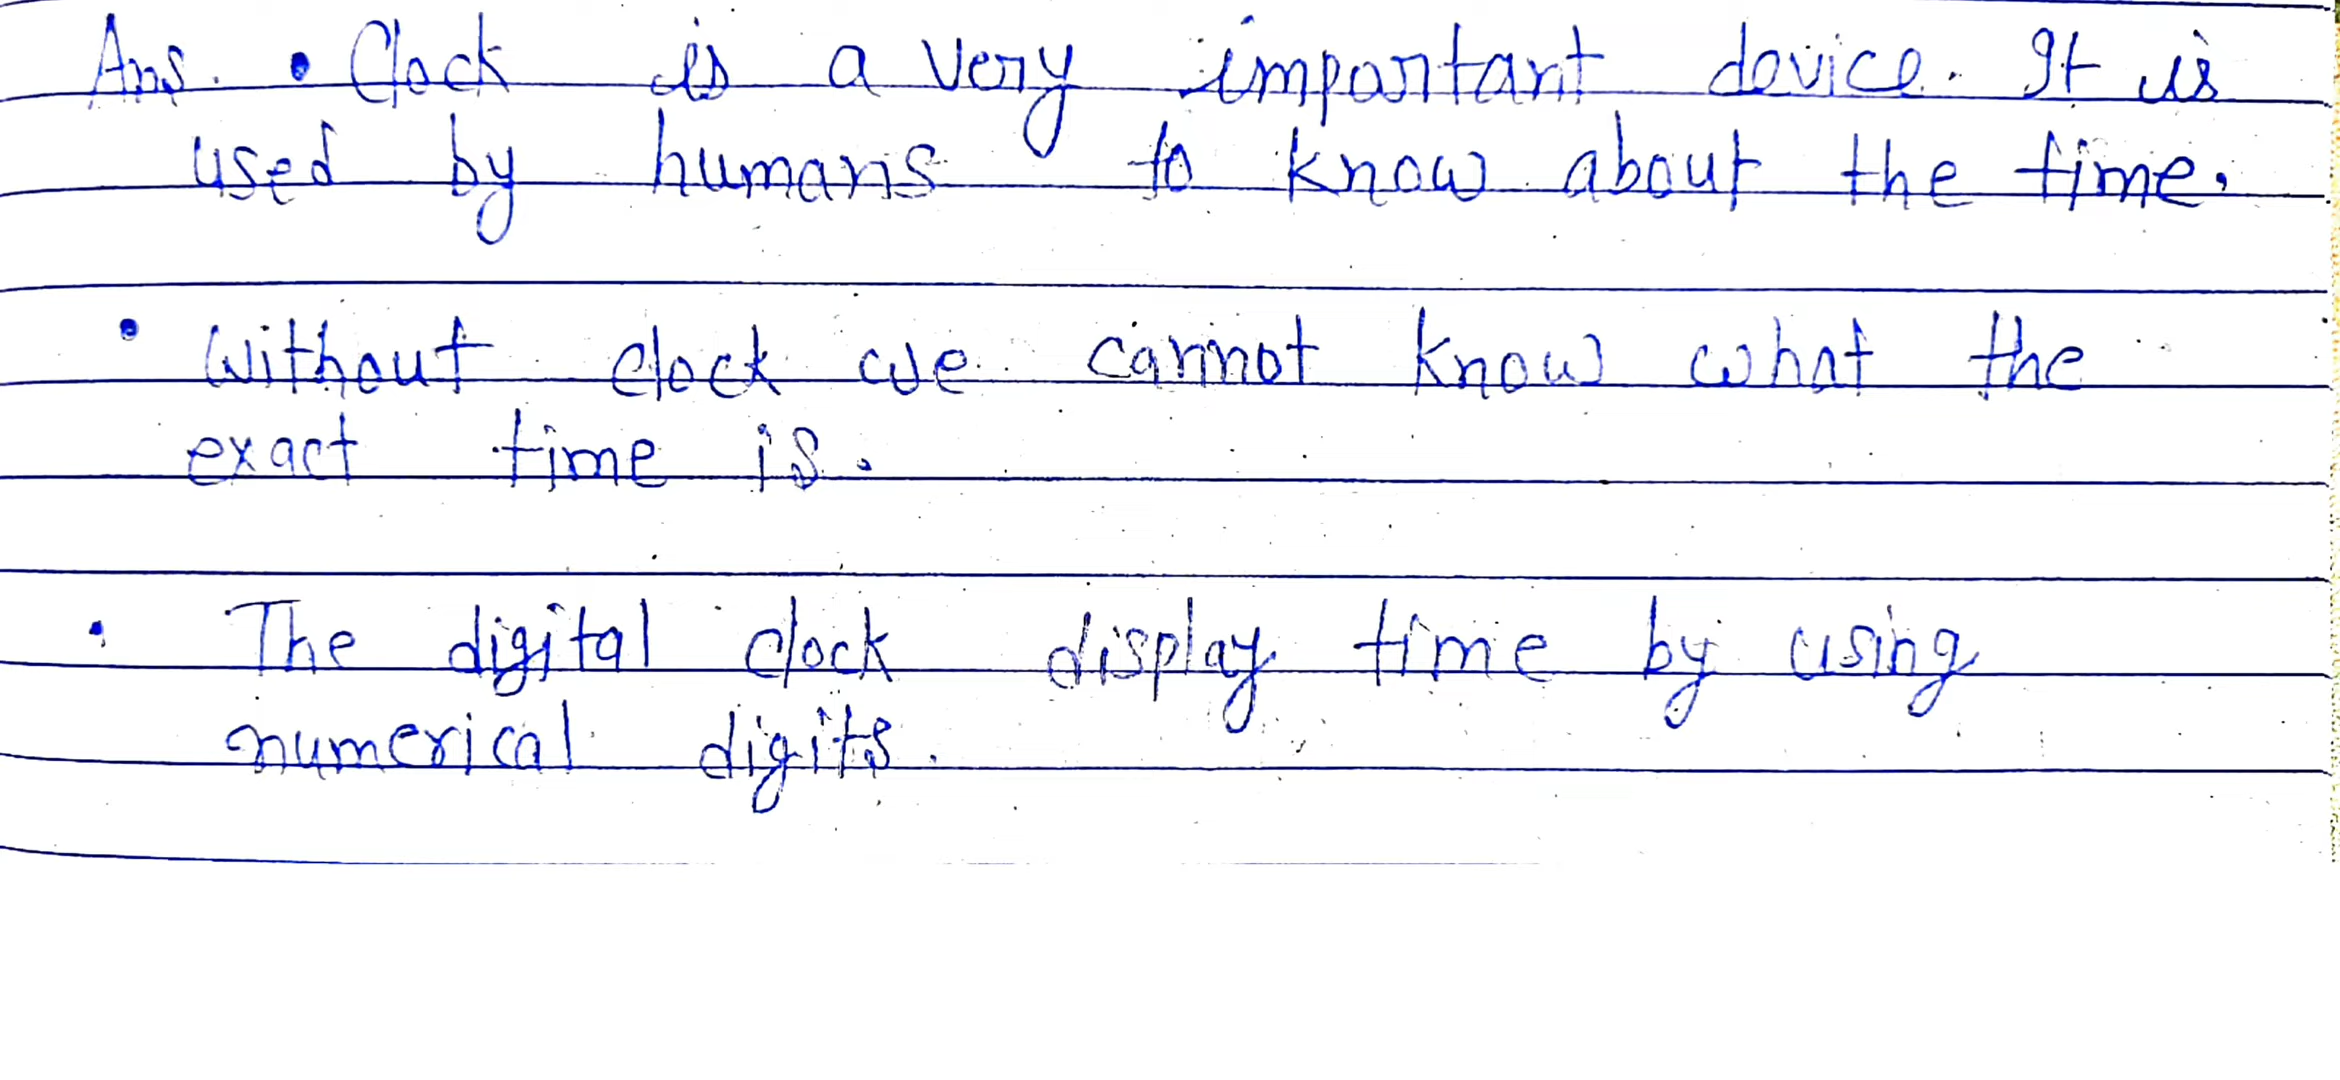 Ans. • Clock is a very important device. It is
used by humans to know about the time.
• Without clock we cannot know what the
exact time is.
• The digital clock display time by using
numerical digits.